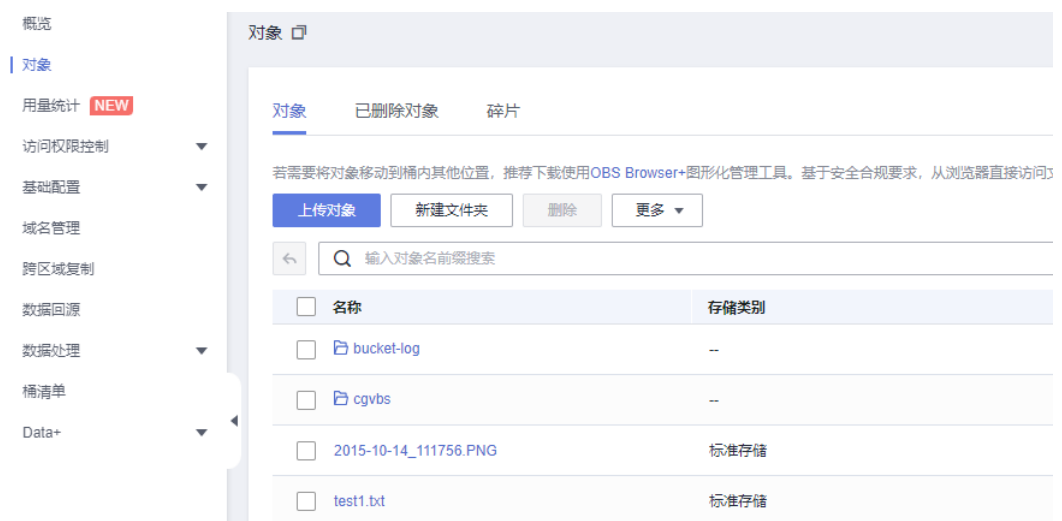 概览
对象
用量统计 NEW
访问权限控制
基础配置
域名管理
跨区域复制
数据回源
数据处理
桶清单
Data+
对象
对象 已删除对象 碎片
若需要将对象移动到桶内其他位置，推荐下载使用OBS Browser+图形化管理工具。基于安全合规要求，从浏览器直接访问
上传对象 新建文件夹 删除 更多
输入对象名前缀搜索
名称 存储类别
bucket-log --
cgvbs --
2015-10-14_111756.PNG 标准存储
test1.txt 标准存储